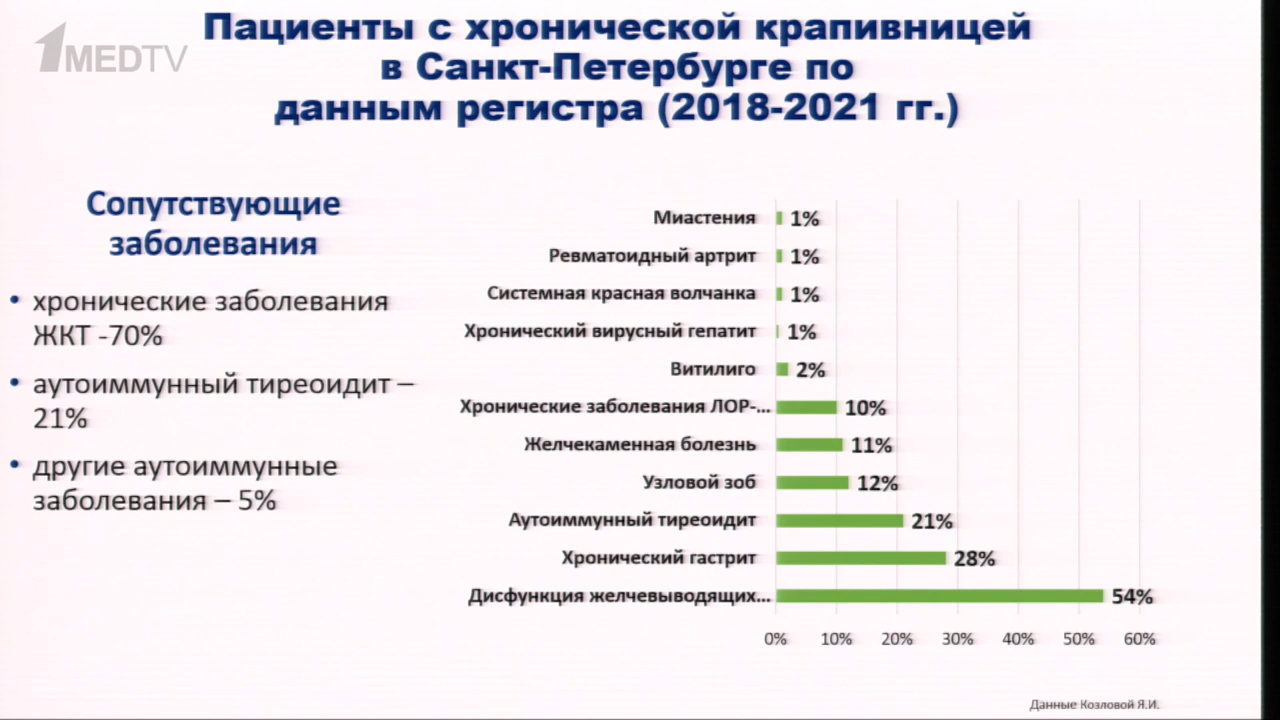 1MEDTV
Пациенты с хронической крапивницей
в Санкт-Петербурге по
данным регистра (2018-2021 гг.)
Сопутствующие
заболевания
• хронические заболевания
ЖКТ -70%
• аутоиммунный тиреоидит –
21%
• другие аутоиммунные
заболевания – 5%
Миастения 1%
Ревматоидный артрит 1%
Системная красная волчанка 1%
Хронический вирусный гепатит 1%
Витилиго 2%
Хронические заболевания ЛОР-... 10%
Желчекаменная болезнь 11%
Узловой зоб 12%
Аутоиммунный тиреоидит 21%
Хронический гастрит 28%
Дисфункция желчевыводящих... 54%
0% 10% 20% 30% 40% 50% 60%
Данные Козловой Я.И.